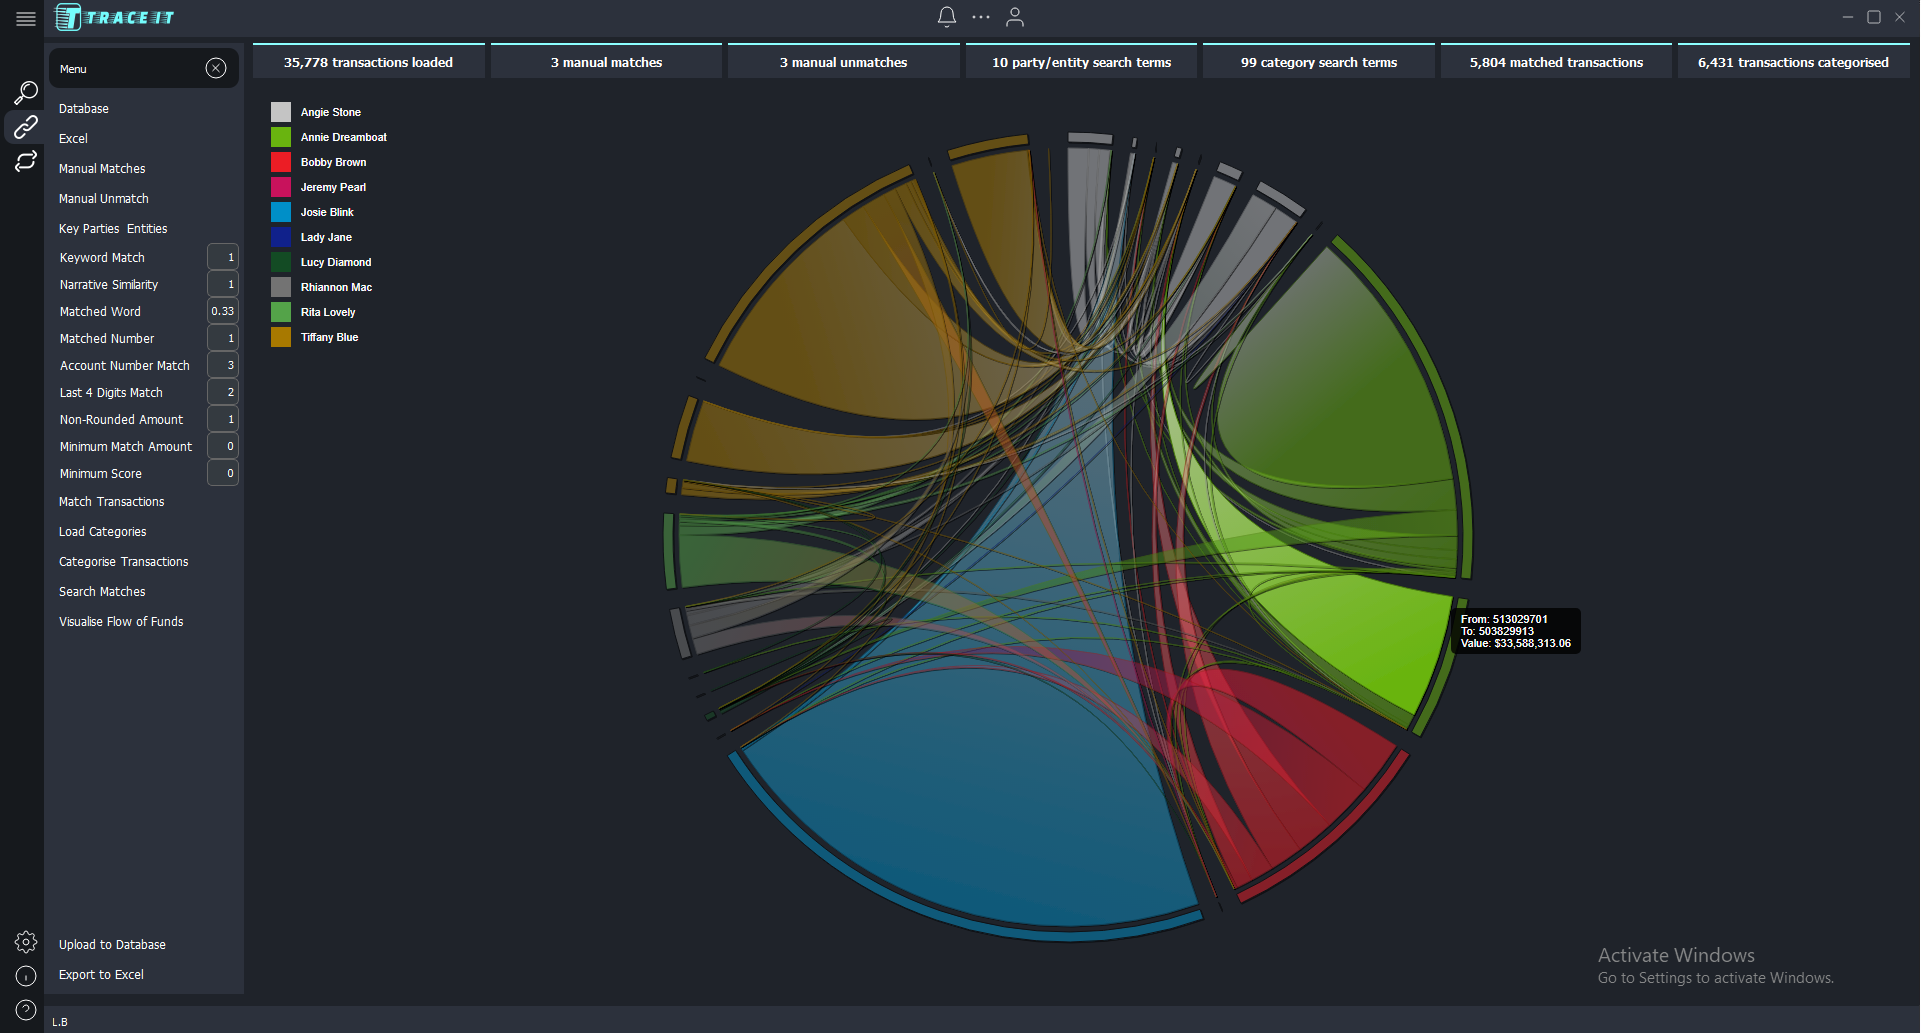 TRACE IT
35,778 transactions loaded
3 manual matches
3 manual unmatches
10 party/entity search terms
99 category search terms
5,804 matched transactions
6,431 transactions categorised
Menu
Database
Excel
Manual Matches
Manual Unmatch
Key Parties Entities
Keyword Match 1
Narrative Similarity 1
Matched Word 0.33
Matched Number 1
Account Number Match 3
Last 4 Digits Match 2
Non-Rounded Amount 1
Minimum Match Amount 0
Minimum Score 0
Match Transactions
Load Categories
Categorise Transactions
Search Matches
Visualise Flow of Funds
Upload to Database
Export to Excel
Angie Stone
Annie Dreamboat
Bobby Brown
Jeremy Pearl
Josie Blink
Lady Jane
Lucy Diamond
Rhiannon Mac
Rita Lovely
Tiffany Blue
From: 513029701
To: 503829913
Value: $33,588,313.06
Activate Windows
Go to Settings to activate Windows.
L.B